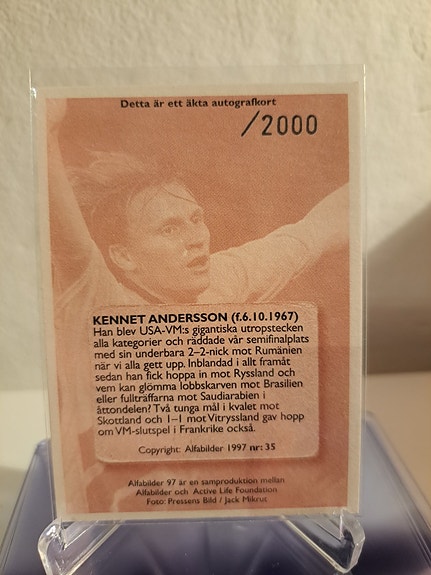 Detta är ett äkta autografkort
/2000
KENNET ANDERSSON (f.6.10.1967)
Han blev USA-VM:s gigantiska utropstecken
alla kategorier och räddade vår semifinalplats
med sin underbara 2–2-nick mot Rumänien
när vi alla gett upp. Inblandad i allt framåt
sedan han fick hoppa in mot Ryssland och
vem kan glömma lobbskarven mot Brasilien
eller fullträffarna mot Saudiarabien i
åttondelen? Två tunga mål i kvalet mot
Skottland och 1–1 mot Vitryssland gav hopp
om VM-slutspel i Frankrike också.
Copyright: Alfabilder 1997 nr: 35
Alfabilder 97 är en samproduktion mellan
Alfabilder och Active Life Foundation
Foto: Pressens Bild / Jack Mikrut